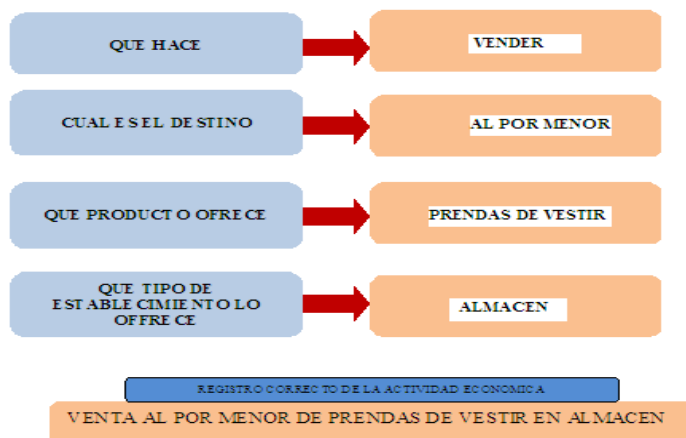 QUE HACE
VENDER
CUAL ES EL DESTINO
AL POR MENOR
QUE PRODUCTO OFRECE
PRENDAS DE VESTIR
QUE TIPO DE
ESTABLECIMIENTO LO
OFFRECE
ALMACEN
REGISTRO CORRECTO DE LA ACTIVIDAD ECONOMICA
VENTA AL POR MENOR DE PRENDAS DE VESTIR EN ALMACEN